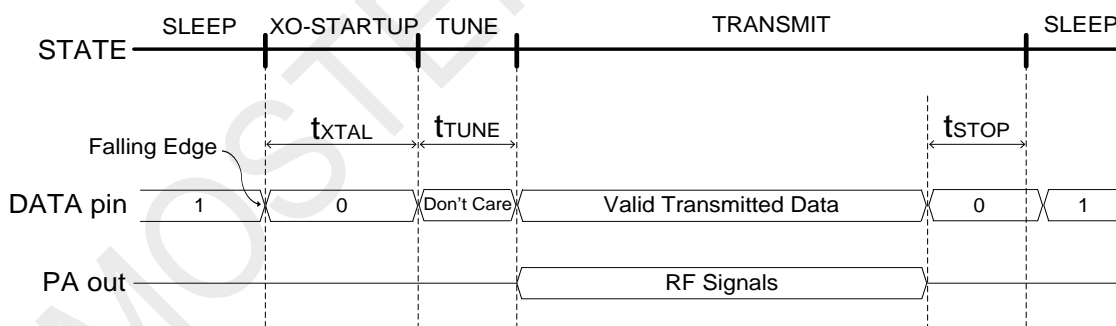 SLEEP XO-STARTUP TUNE TRANSMIT SLEEP
STATE
tXTAL tTUNE tSTOP
Falling Edge
DATA pin 1 0 Don't Care Valid Transmitted Data 0 1
PA out RF Signals